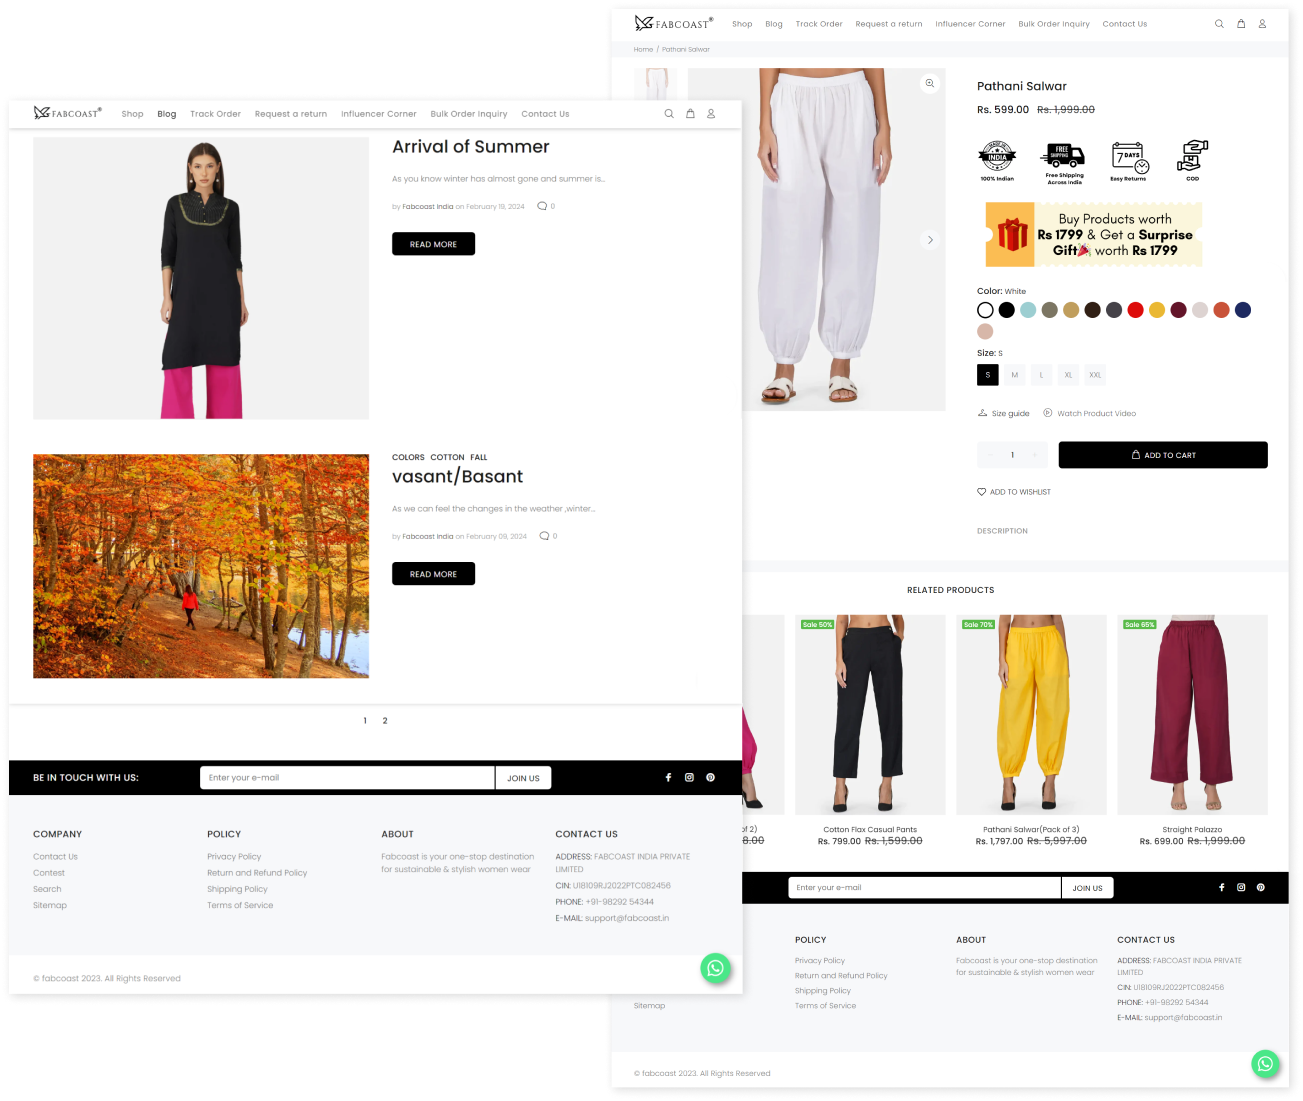 FABCOAST®
Shop Blog Track Order Request a return Influencer Corner Bulk Order Inquiry Contact Us
Arrival of Summer
As you know winter has almost gone and summer is..
by Fabcoast India on February 19, 2024 0
READ MORE
COLORS COTTON FALL
vasant/Basant
As we can feel the changes in the weather ,winter...
by Fabcoast India on February 09, 2024 0
READ MORE
1 2
BE IN TOUCH WITH US:
Enter your e-mail
JOIN US
COMPANY
Contact Us
Contest
Search
Sitemap
POLICY
Privacy Policy
Return and Refund Policy
Shipping Policy
Terms of Service
ABOUT
Fabcoast is your one-stop destination
for sustainable & stylish women wear
CONTACT US
ADDRESS: FABCOAST INDIA PRIVATE
LIMITED
CIN: U18109RJ2022PTC082456
PHONE: +91-98292 54344
E-MAIL: support@fabcoast.in
© fabcoast 2023. All Rights Reserved
FABCOAST®
Shop Blog Track Order Request a return Influencer Corner Bulk Order Inquiry Contact Us
Home / Pathani Salwar
Pathani Salwar
Rs. 599.00 Rs. 1,999.00
MADE IN
INDIA
100% Indian
FREE
SHIPPING
Free Shipping
Across India
7 DAYS
Easy Returns
COD
Buy Products worth
Rs 1799 & Get a Surprise
Gift🎉 worth Rs 1799
Color: White
Size: S
S M L XL XXL
Size guide Watch Product Video
1
ADD TO CART
ADD TO WISHLIST
DESCRIPTION
RELATED PRODUCTS
of 2)
8.00
Sale 50%
Cotton Flax Casual Pants
Rs. 799.00 Rs. 1,599.00
Sale 70%
Pathani Salwar(Pack of 3)
Rs. 1,797.00 Rs. 5,997.00
Sale 65%
Straight Palazzo
Rs. 699.00 Rs. 1,999.00
Enter your e-mail
JOIN US
Sitemap
POLICY
Privacy Policy
Return and Refund Policy
Shipping Policy
Terms of Service
ABOUT
Fabcoast is your one-stop destination
for sustainable & stylish women wear
CONTACT US
ADDRESS: FABCOAST INDIA PRIVATE
LIMITED
CIN: U18109RJ2022PTC082456
PHONE: +91-98292 54344
E-MAIL: support@fabcoast.in
© fabcoast 2023. All Rights Reserved